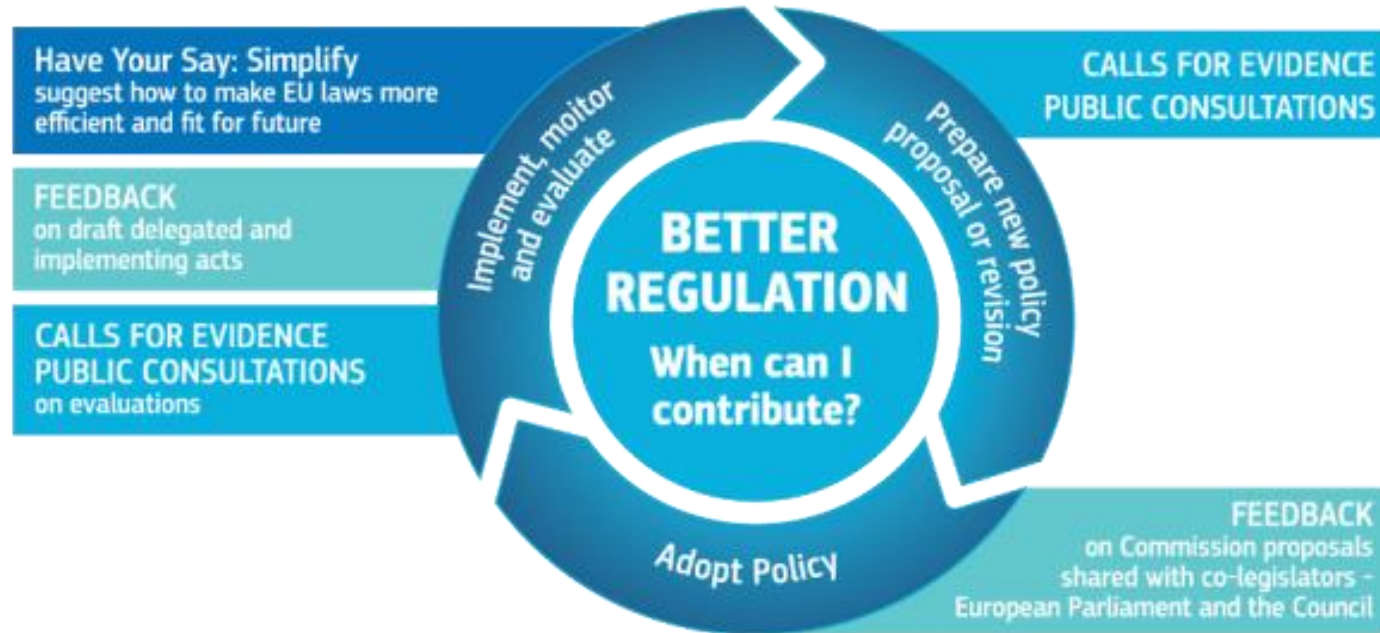 Have Your Say: Simplify
suggest how to make EU laws more
efficient and fit for future
FEEDBACK
on draft delegated and
implementing acts
CALLS FOR EVIDENCE
PUBLIC CONSULTATIONS
on evaluations
Implement, moitor
and evaluate
BETTER
REGULATION
When can I
contribute?
Prepare new policy
proposal or revision
Adopt Policy
CALLS FOR EVIDENCE
PUBLIC CONSULTATIONS
FEEDBACK
on Commission proposals
shared with co-legislators -
European Parliament and the Council